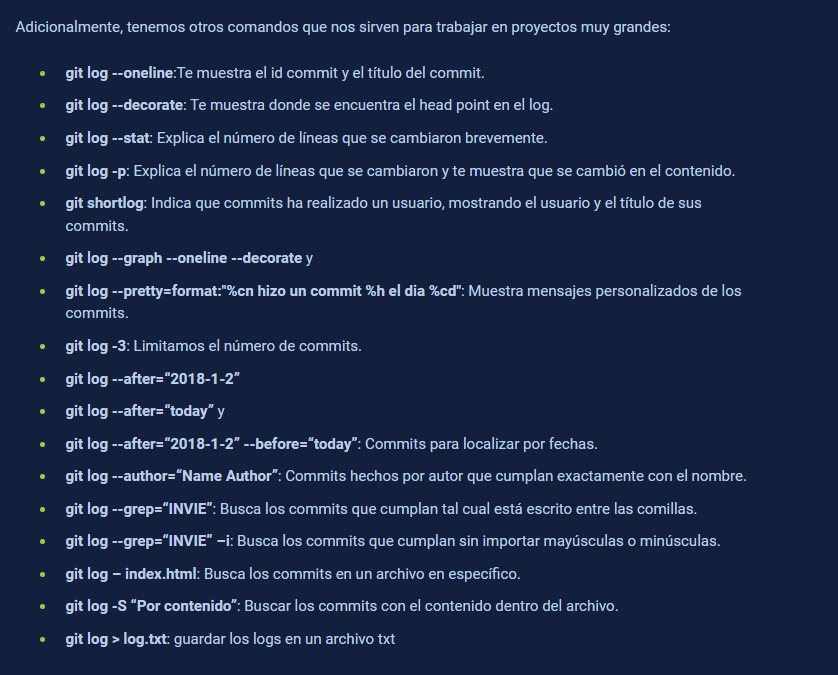 Adicionalmente, tenemos otros comandos que nos sirven para trabajar en proyectos muy grandes:
git log --oneline:Te muestra el id commit y el título del commit.
git log --decorate: Te muestra donde se encuentra el head point en el log.
git log --stat: Explica el número de líneas que se cambiaron brevemente.
git log -p: Explica el número de líneas que se cambiaron y te muestra que se cambió en el contenido.
git shortlog: Indica que commits ha realizado un usuario, mostrando el usuario y el título de sus
commits.
git log --graph --oneline --decorate y
git log --pretty=format:"%cn hizo un commit %h el dia %cd": Muestra mensajes personalizados de los
commits.
git log -3: Limitamos el número de commits.
git log --after=“2018-1-2”
git log --after=“today” y
git log --after=“2018-1-2” --before=“today”: Commits para localizar por fechas.
git log --author=“Name Author”: Commits hechos por autor que cumplan exactamente con el nombre.
git log --grep=“INVIE”: Busca los commits que cumplan tal cual está escrito entre las comillas.
git log --grep=“INVIE” –i: Busca los commits que cumplan sin importar mayúsculas o minúsculas.
git log – index.html: Busca los commits en un archivo en específico.
git log -S “Por contenido”: Buscar los commits con el contenido dentro del archivo.
git log > log.txt: guardar los logs en un archivo txt